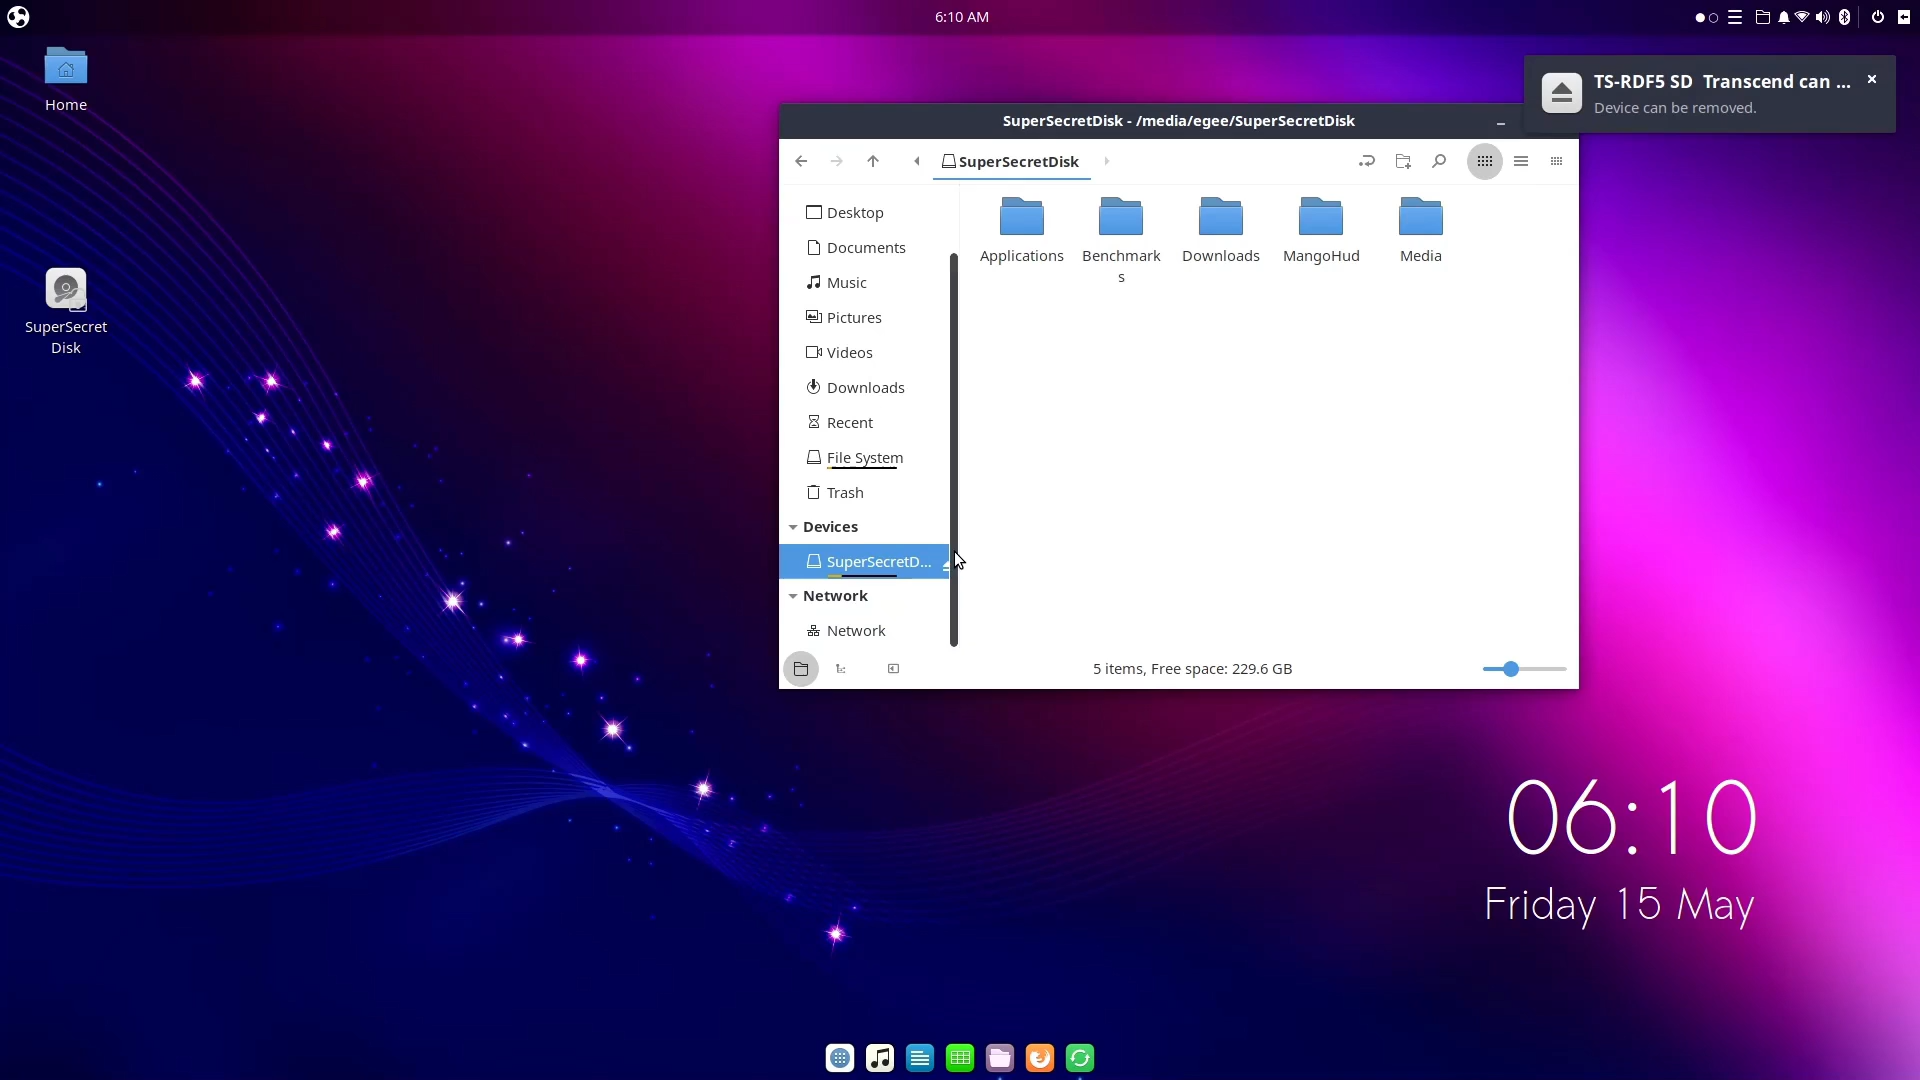 6:10 AM
Home
SuperSecret
Disk
TS-RDF5 SD  Transcend can ...
Device can be removed.
SuperSecretDisk - /media/egee/SuperSecretDisk
SuperSecretDisk
Desktop
Documents
Music
Pictures
Videos
Downloads
Recent
File System
Trash
Devices
SuperSecretD...
Network
Network
Applications
Benchmark
s
Downloads
MangoHud
Media
5 items, Free space: 229.6 GB
06:10
Friday 15 May